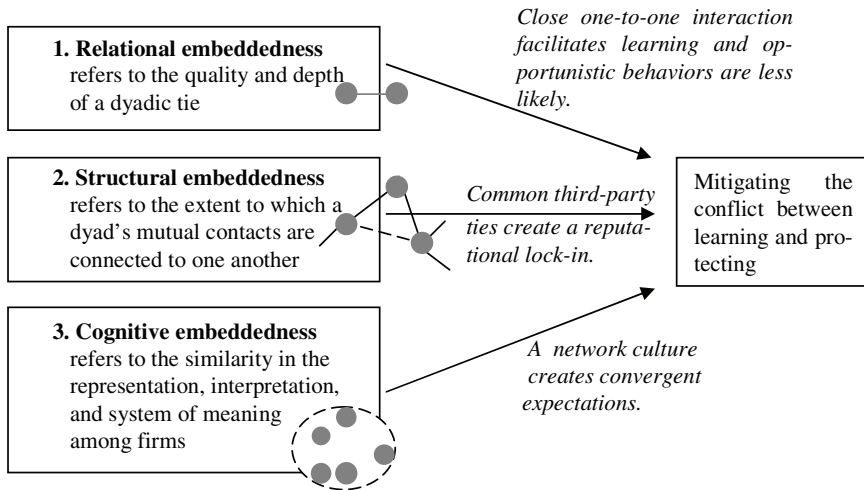 1. Relational embeddedness
refers to the quality and depth
of a dyadic tie
Close one-to-one interaction
facilitates learning and op-
portunistic behaviors are less
likely.
2. Structural embeddedness
refers to the extent to which a
dyad's mutual contacts are
connected to one another
Common third-party
ties create a reputa-
tional lock-in.
3. Cognitive embeddedness
refers to the similarity in the
representation, interpretation,
and system of meaning
among firms
A network culture
creates convergent
expectations.
Mitigating the
conflict between
learning and pro-
tecting